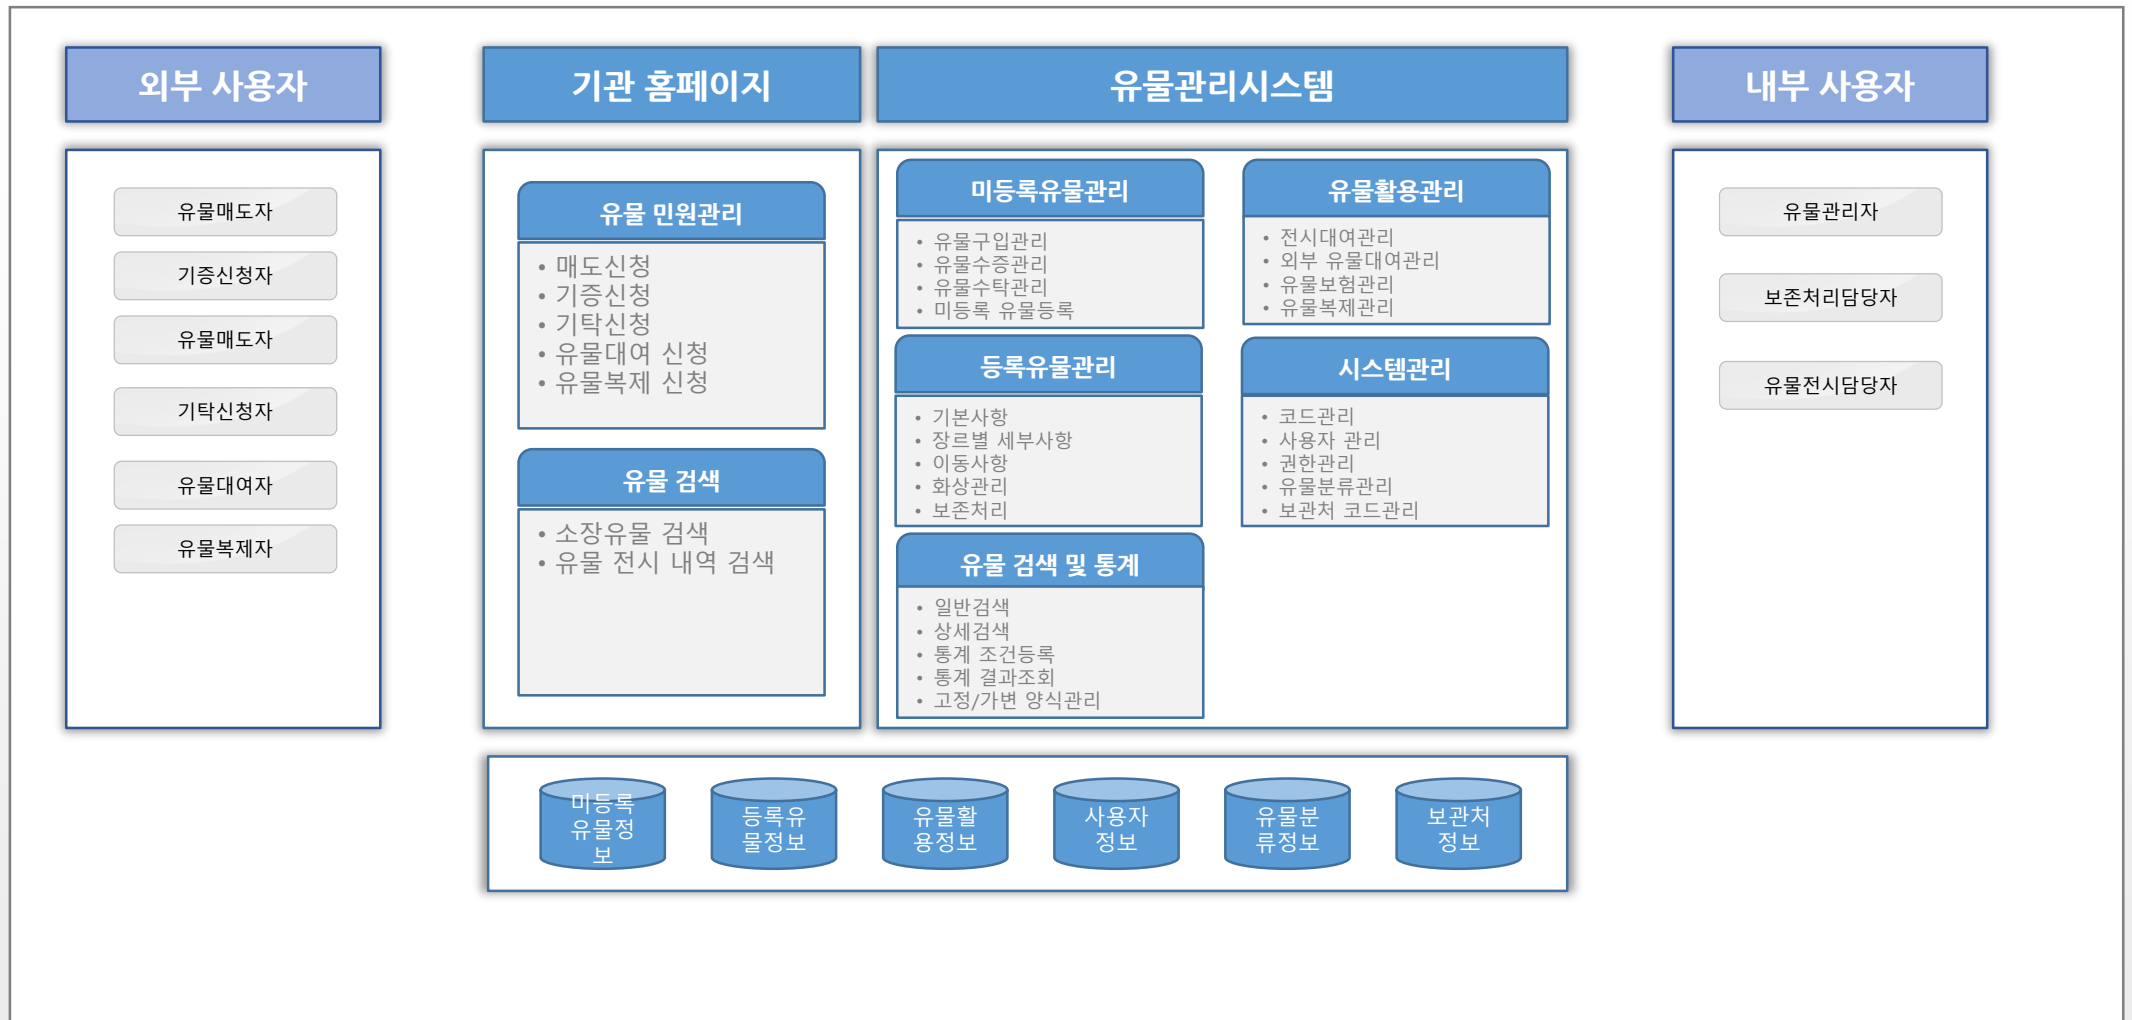 외부 사용자
유물매도자
기증신청자
유물매도자
기탁신청자
유물대여자
유물복제자
기관 홈페이지
유물 민원관리
• 매도신청
• 기증신청
• 기탁신청
• 유물대여 신청
• 유물복제 신청
유물 검색
• 소장유물 검색
• 유물 전시 내역 검색
유물관리시스템
미등록유물관리
• 유물구입관리
• 유물수증관리
• 유물수탁관리
• 미등록 유물등록
등록유물관리
• 기본사항
• 장르별 세부사항
• 이동사항
• 화상관리
• 보존처리
유물 검색 및 통계
• 일반검색
• 상세검색
• 통계 조건등록
• 통계 결과조회
• 고정/가변 양식관리
유물활용관리
• 전시대여관리
• 외부 유물대여관리
• 유물보험관리
• 유물복제관리
시스템관리
• 코드관리
• 사용자 관리
• 권한관리
• 유물분류관리
• 보관처 코드관리
내부 사용자
유물관리자
보존처리담당자
유물전시담당자
미등록
유물정
보
등록유
물정보
유물활
용정보
사용자
정보
유물분
류정보
보관처
정보